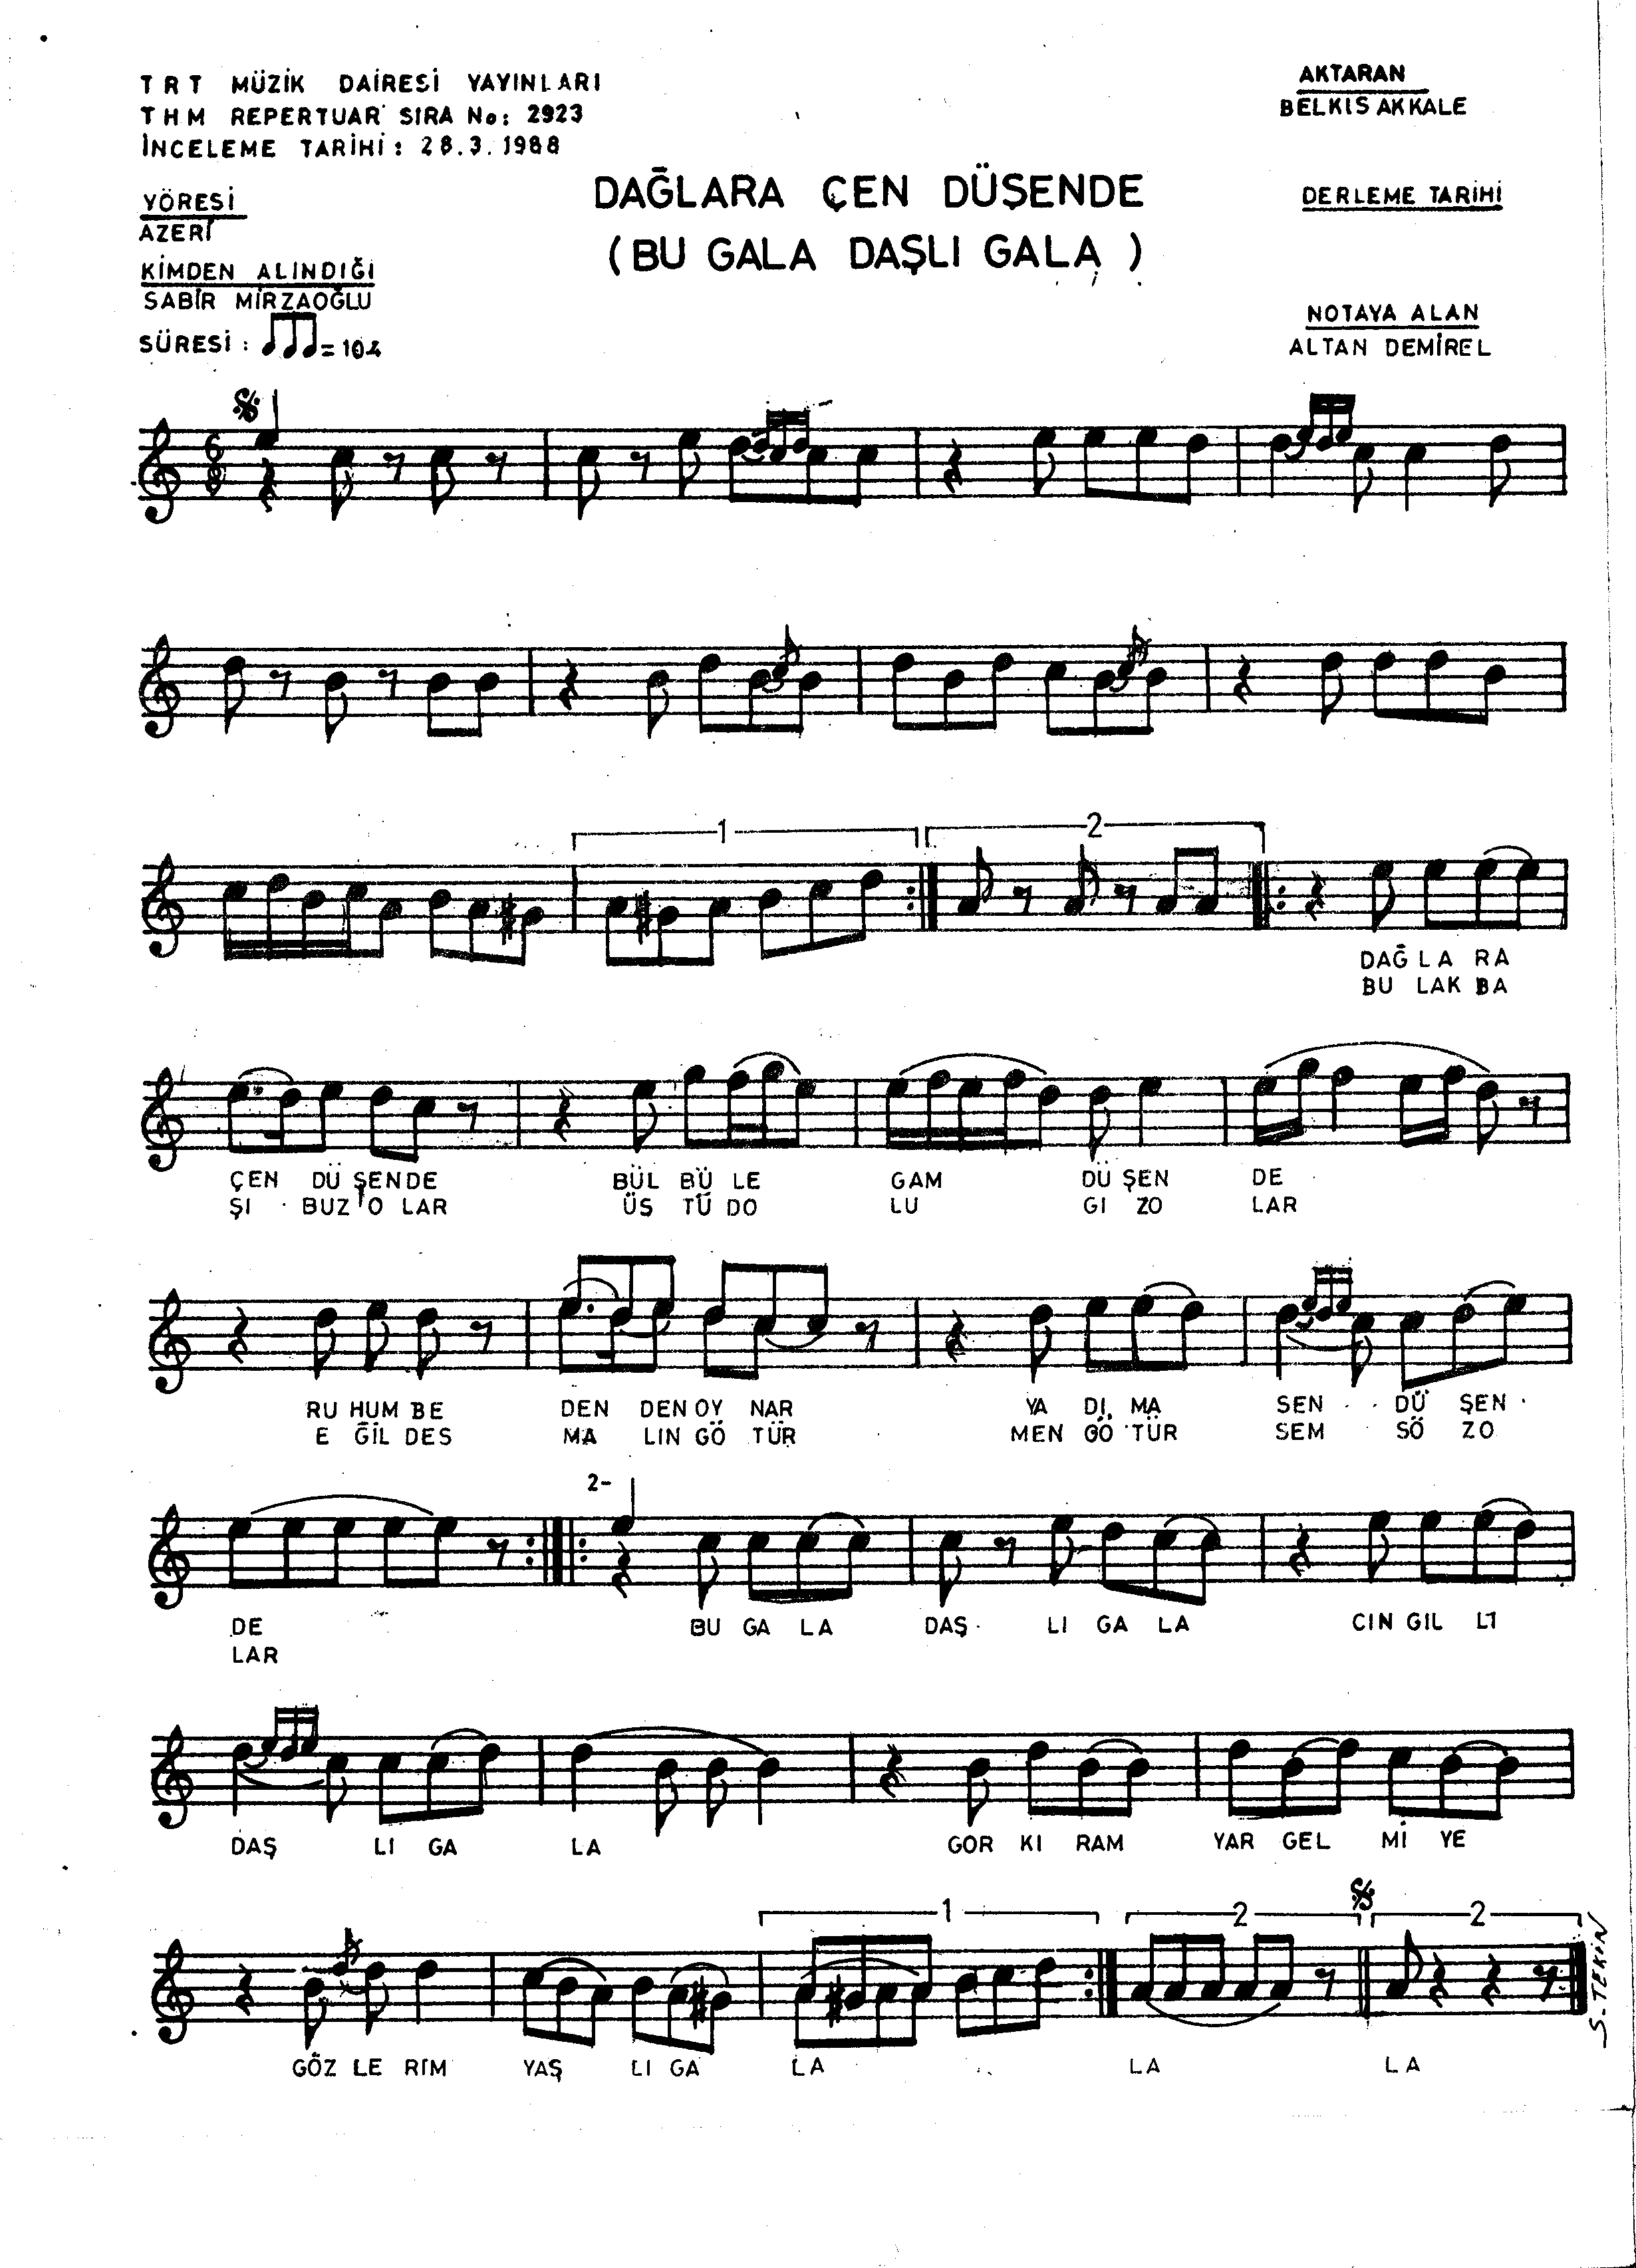 TRT MÜZİK DAİRESİ YAYINLARI
THM REPERTUAR SIRA No: 2923
İNCELEME TARİHİ: 28.3.1988
AKTARAN
BELKIS AKKALE
DAĞLARA ÇEN DÜŞENDE
(BU GALA DAŞLI GALA)
YÖRESİ
AZERİ
DERLEME TARİHİ
KİMDEN ALINDIĞI
SABİR MİRZAOĞLU
NOTAYA ALAN
ALTAN DEMİREL
SÜRESİ: = 104
6
8
1 2
DAĞ LA RA
BU LAK BA
ÇEN DÜ ŞEN DE BÜL BÜ LE GAM DÜ ŞEN DE
ŞI BUZ O LAR ÜS TÜ DO LU GI ZO LAR
RU HUM BE DEN DEN OY NAR YA DI MA SEN DÜ ŞEN
E ĞİL DES MA LIN GÖ TÜR MEN GÖ TÜR SEM SÖ ZO
2-
DE BU GA LA DAŞ LI GA LA CIN GIL LI
LAR
DAŞ LI GA LA GOR KI RAM YAR GEL Mİ YE
1 2 2
GÖZ LE RİM YAŞ LI GA LA LA LA
S. TEKİN